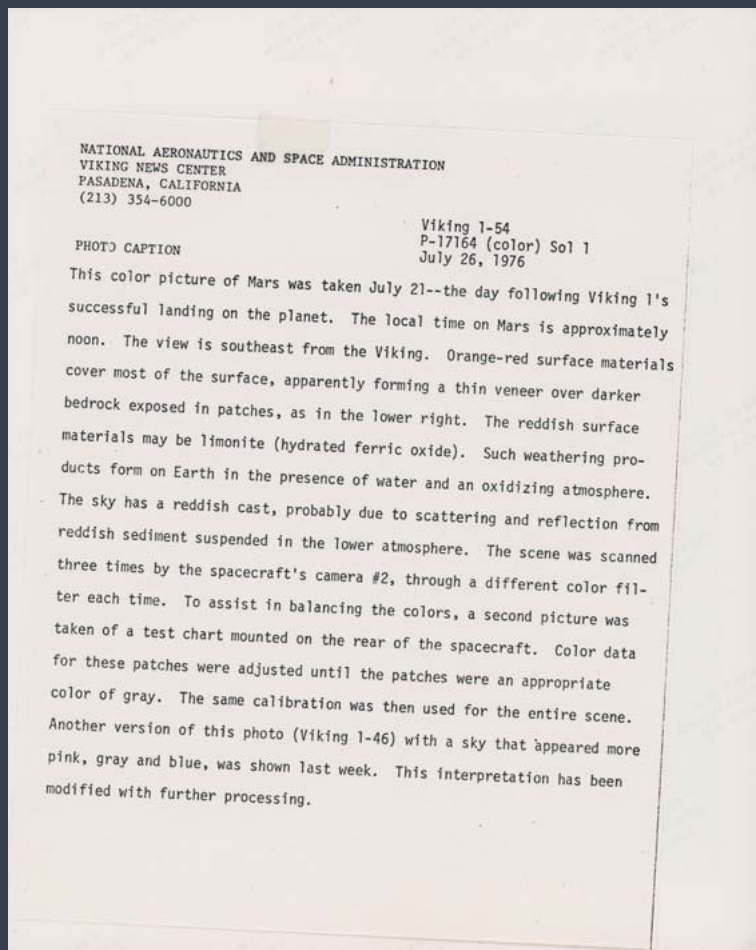 NATIONAL AERONAUTICS AND SPACE ADMINISTRATION
VIKING NEWS CENTER
PASADENA, CALIFORNIA
(213) 354-6000
Viking 1-54
P-17164 (color) Sol 1
July 26, 1976
PHOTO CAPTION
This color picture of Mars was taken July 21--the day following Viking 1's
successful landing on the planet. The local time on Mars is approximately
noon. The view is southeast from the Viking. Orange-red surface materials
cover most of the surface, apparently forming a thin veneer over darker
bedrock exposed in patches, as in the lower right. The reddish surface
materials may be limonite (hydrated ferric oxide). Such weathering pro-
ducts form on Earth in the presence of water and an oxidizing atmosphere.
The sky has a reddish cast, probably due to scattering and reflection from
reddish sediment suspended in the lower atmosphere. The scene was scanned
three times by the spacecraft's camera #2, through a different color fil-
ter each time. To assist in balancing the colors, a second picture was
taken of a test chart mounted on the rear of the spacecraft. Color data
for these patches were adjusted until the patches were an appropriate
color of gray. The same calibration was then used for the entire scene.
Another version of this photo (Viking 1-46) with a sky that appeared more
pink, gray and blue, was shown last week. This interpretation has been
modified with further processing.